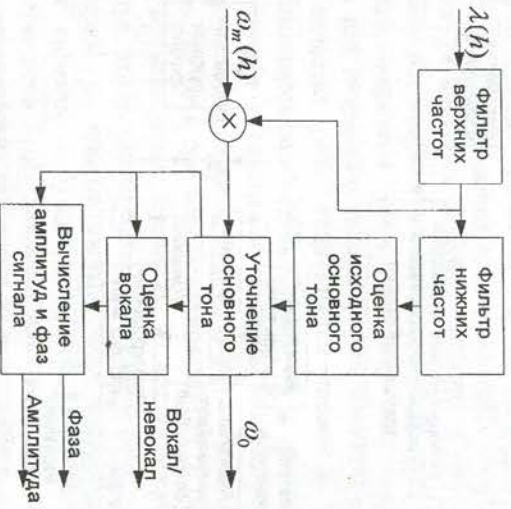 λ(h)
Фильтр
верхних
частот
Фильтр
нижних
частот
ω_m(h)
×
Оценка
исходного
основного
тона
Уточнение
основного
тона
ω_0
Оценка
вокала
Вокал/
невокал
Вычисление
амплитуд и фаз
сигнала
Фаза
Амплитуда